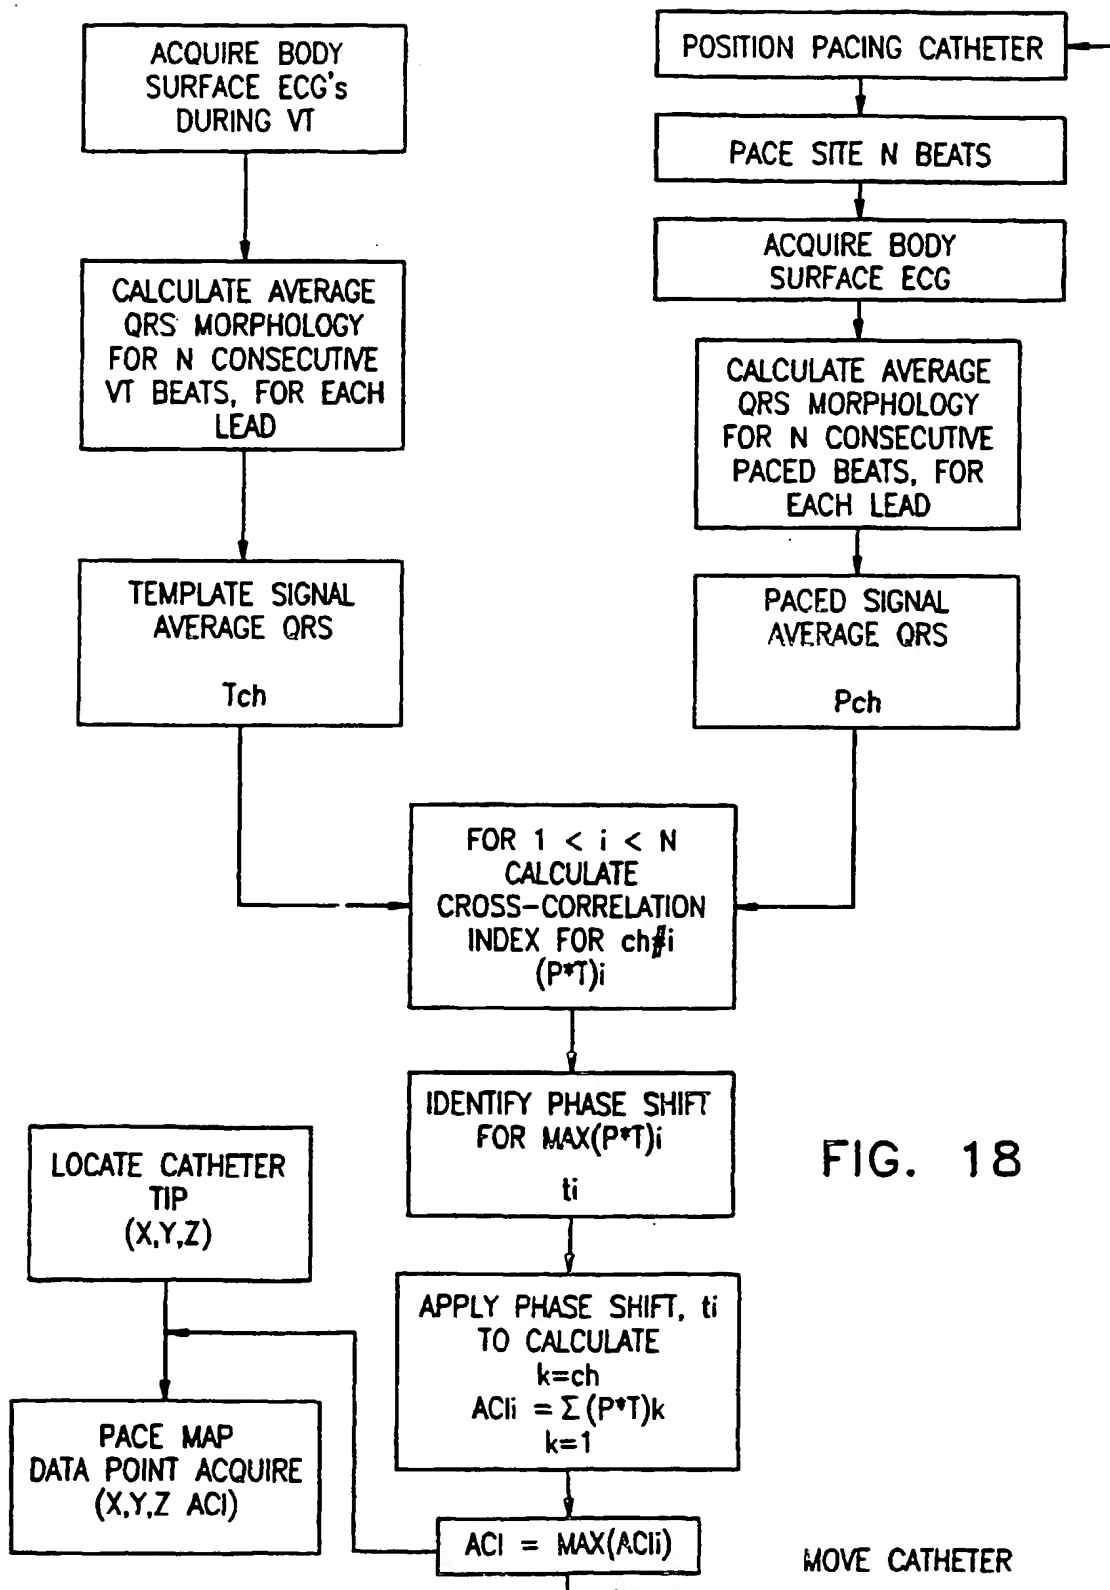 ACQUIRE BODY
SURFACE ECG's
DURING VT
CALCULATE AVERAGE
QRS MORPHOLOGY
FOR N CONSECUTIVE
VT BEATS, FOR EACH
LEAD
TEMPLATE SIGNAL
AVERAGE QRS
Tch
POSITION PACING CATHETER
PACE SITE N BEATS
ACQUIRE BODY
SURFACE ECG
CALCULATE AVERAGE
QRS MORPHOLOGY
FOR N CONSECUTIVE
PACED BEATS, FOR
EACH LEAD
PACED SIGNAL
AVERAGE QRS
Pch
FOR 1 < i < N
CALCULATE
CROSS-CORRELATION
INDEX FOR ch#i
(P*T)i
IDENTIFY PHASE SHIFT
FOR MAX(P*T)i
ti
FIG. 18
LOCATE CATHETER
TIP
(X,Y,Z)
APPLY PHASE SHIFT, ti
TO CALCULATE
k=ch
ACIi = Σ (P*T)k
k=1
PACE MAP
DATA POINT ACQUIRE
(X,Y,Z ACI)
ACI = MAX(ACIi)
MOVE CATHETER